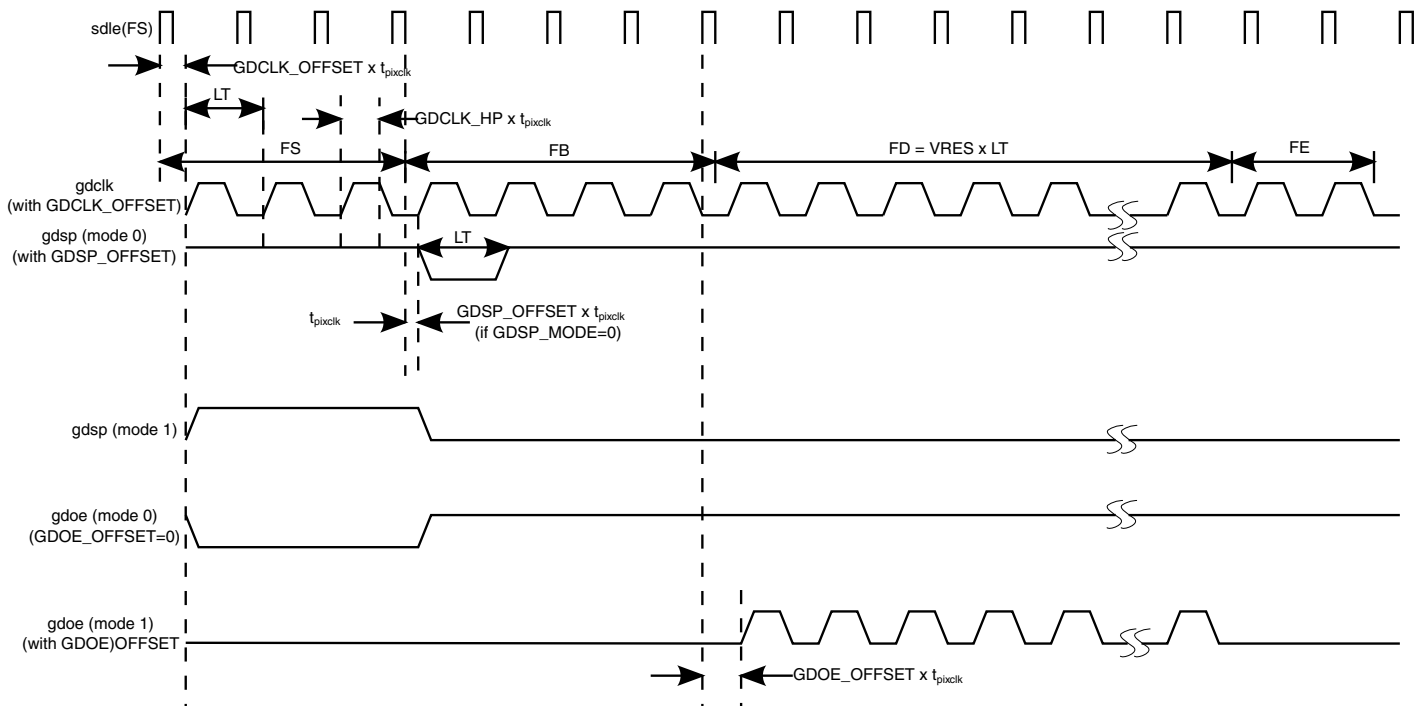 sdle(FS)
GDCLK_OFFSET x tpixclk
LT
GDCLK_HP x tpixclk
FS
FB
FD = VRES x LT
FE
gdclk
(with GDCLK_OFFSET)
gdsp (mode 0)
(with GDSP_OFFSET)
LT
tpixclk
GDSP_OFFSET x tpixclk
(if GDSP_MODE=0)
gdsp (mode 1)
gdoe (mode 0)
(GDOE_OFFSET=0)
gdoe (mode 1)
(with GDOE)OFFSET
GDOE_OFFSET x tpixclk